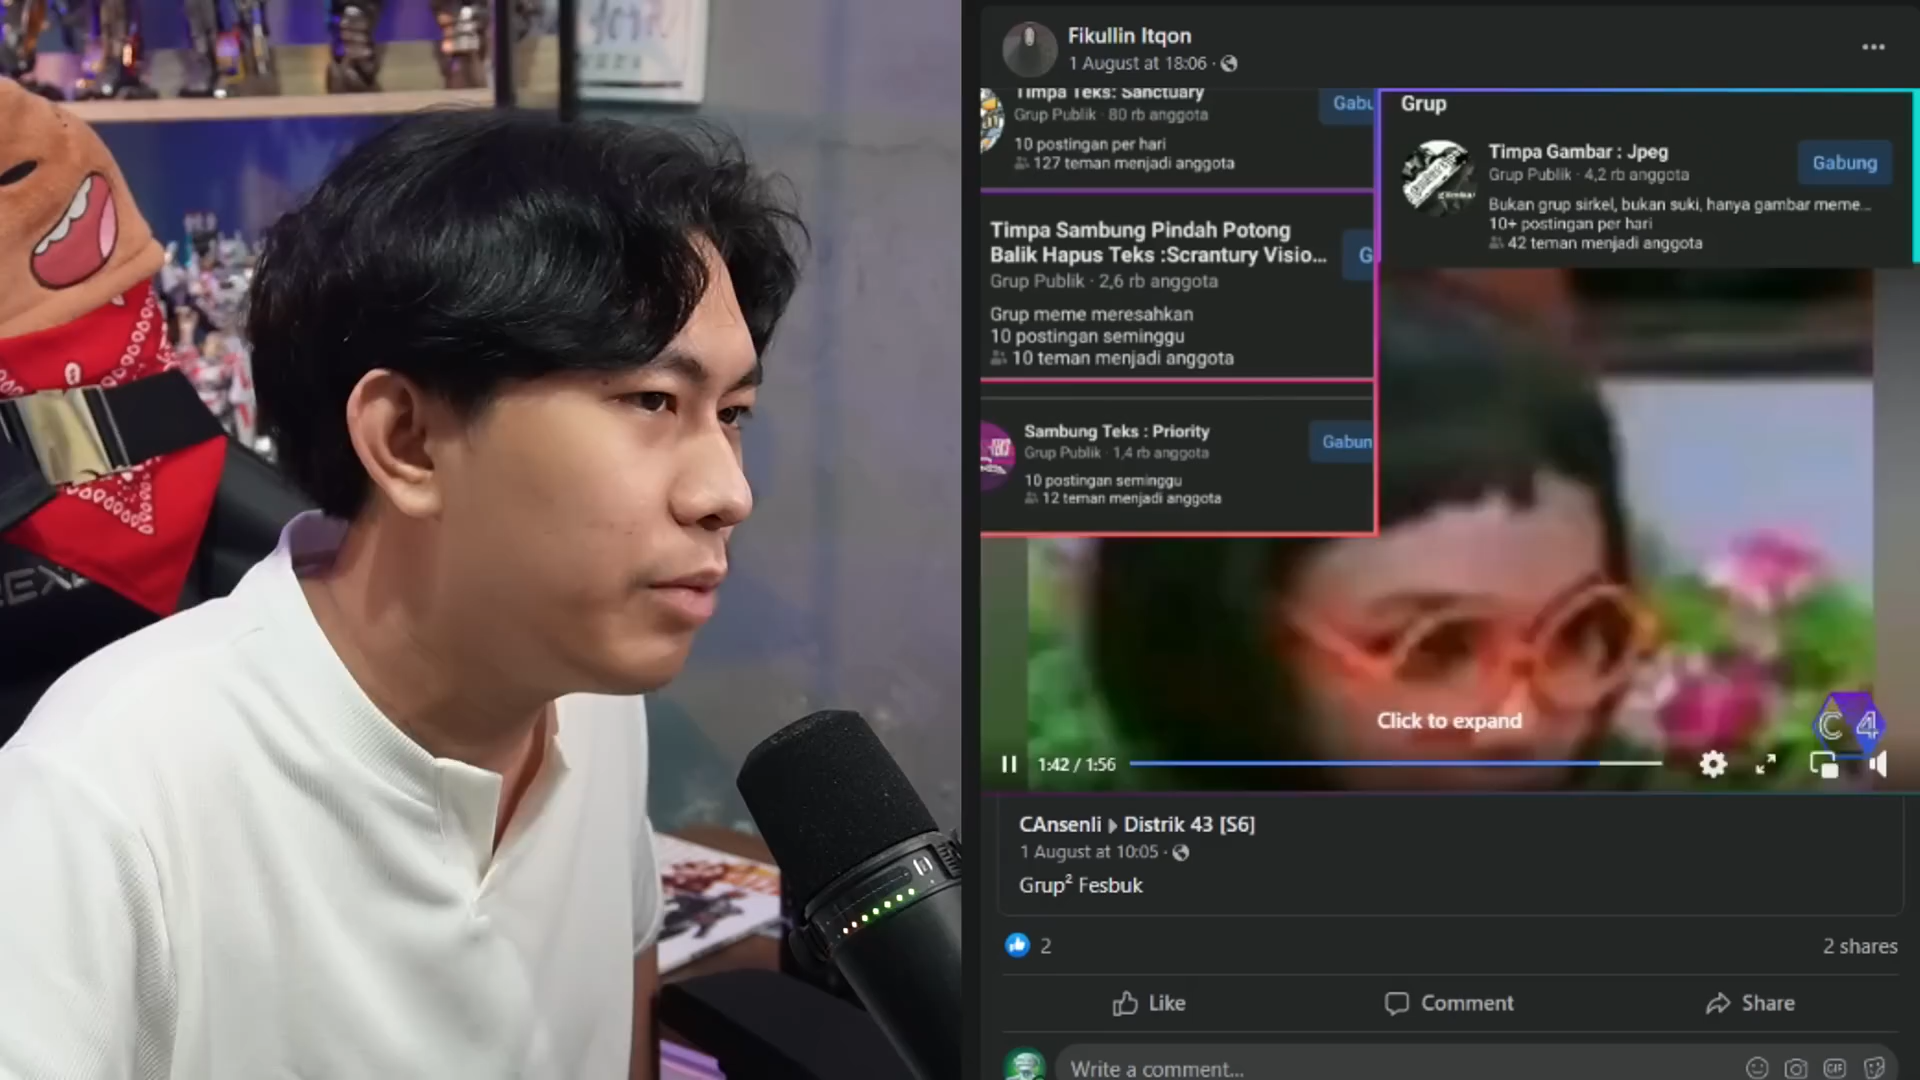 Fikullin Itqon
1 August at 18:06 ·
Timpa Teks: Sanctuary
Grup Publik · 80 rb anggota
Gabu
10 postingan per hari
127 teman menjadi anggota
Timpa Sambung Pindah Potong
Balik Hapus Teks :Scrantury Visio...
G
Grup Publik · 2,6 rb anggota
Grup meme meresahkan
10 postingan seminggu
10 teman menjadi anggota
Sambung Teks : Priority
Grup Publik · 1,4 rb anggota
Gabun
10 postingan seminggu
12 teman menjadi anggota
Grup
Timpa Gambar : Jpeg
Grup Publik · 4,2 rb anggota
Gabung
Bukan grup sirkel, bukan suki, hanya gambar meme...
10+ postingan per hari
42 teman menjadi anggota
Click to expand
C 4
1:42 / 1:56
CAnsenli Distrik 43 [S6]
1 August at 10:05 ·
Grup² Fesbuk
2
2 shares
Like
Comment
Share
Write a comment...
GIF